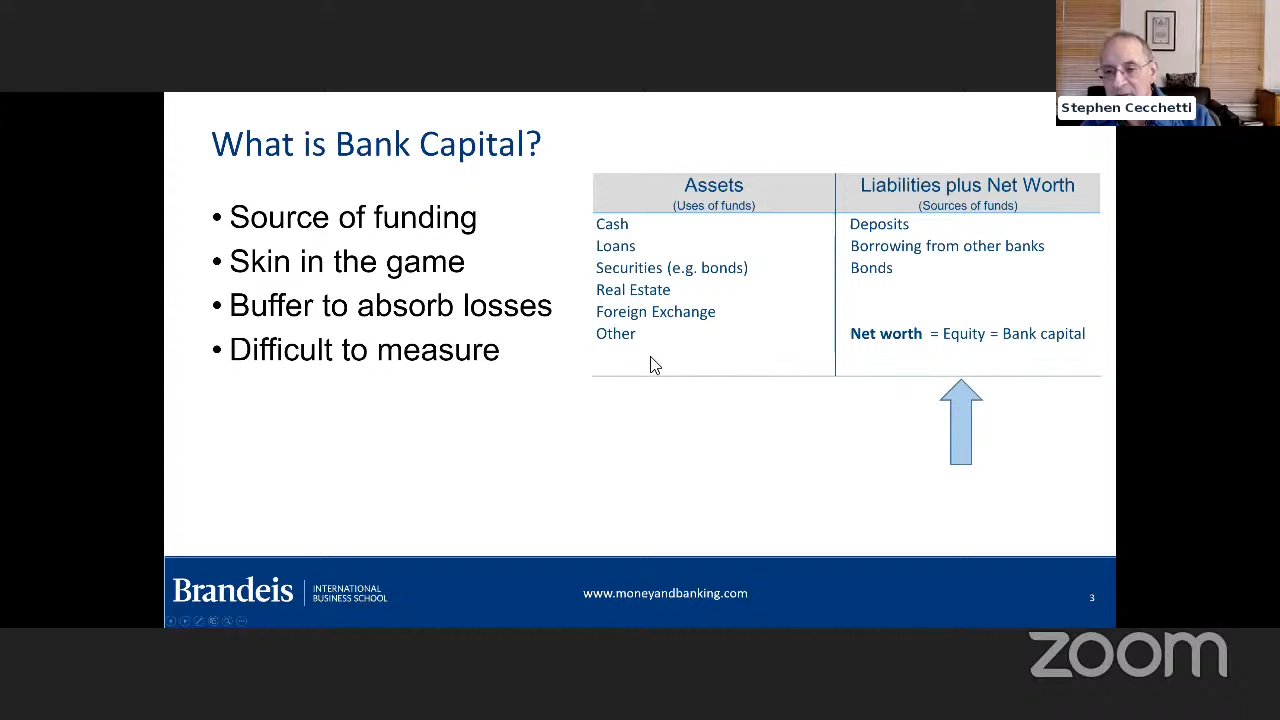 Stephen Cecchetti
What is Bank Capital?
• Source of funding
• Skin in the game
• Buffer to absorb losses
• Difficult to measure
Assets
(Uses of funds)
Cash
Loans
Securities (e.g. bonds)
Real Estate
Foreign Exchange
Other
Liabilities plus Net Worth
(Sources of funds)
Deposits
Borrowing from other banks
Bonds
Net worth = Equity = Bank capital
Brandeis
INTERNATIONAL
BUSINESS SCHOOL
www.moneyandbanking.com
3
zoom